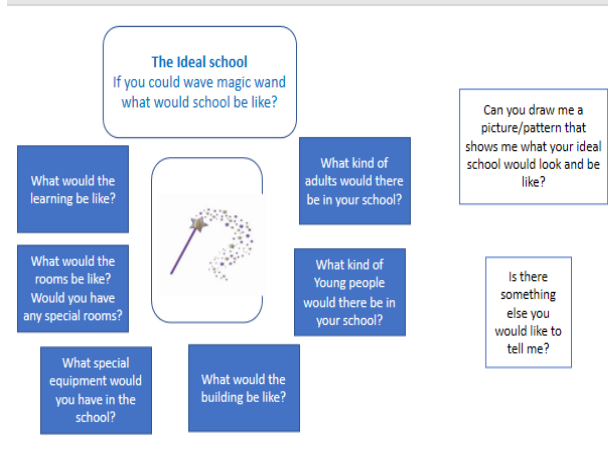 The Ideal school
If you could wave magic wand
what would school be like?
Can you draw me a
picture/pattern that
shows me what your ideal
school would look and be
like?
What would the
learning be like?
What kind of
adults would there
be in your school?
What would the
rooms be like?
Would you have
any special rooms?
What kind of
Young people
would there be in
your school?
Is there
something
else you
would like to
tell me?
What special
equipment would
you have in the
school?
What would the
building be like?